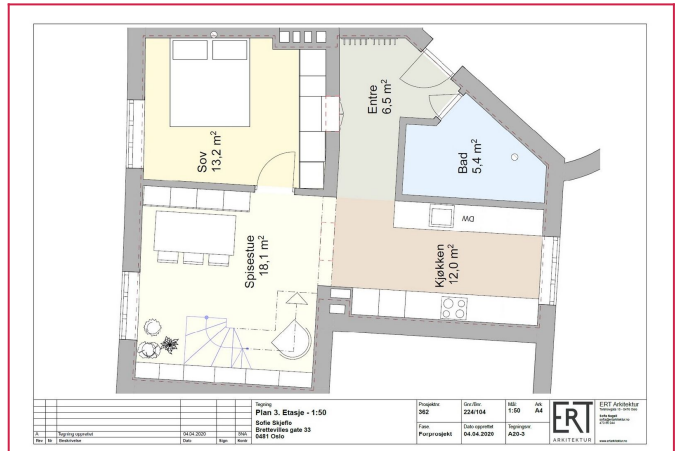 Entre
6,5 m²
Sov
13,2 m²
Bad
5,4 m²
DW
Spisestue
18,1 m²
Kjøkken
12,0 m²
Tegning
Plan 3. Etasje - 1:50
Sofie Skjeflo
Brettevilles gate 33
0481 Oslo
Prosjektnr.
362
Gnr./Bnr.
224/104
Mål
1:50
Ark
A4
Fase
Forprosjekt
Dato opprettet
04.04.2020
Tegningsnr.
A20-3
A Tegning opprettet 04.04.2020 SNA
Rev Beskrivelse Dato Sign Kontr
ERT
ARKITEKTUR
ERT Arkitektur